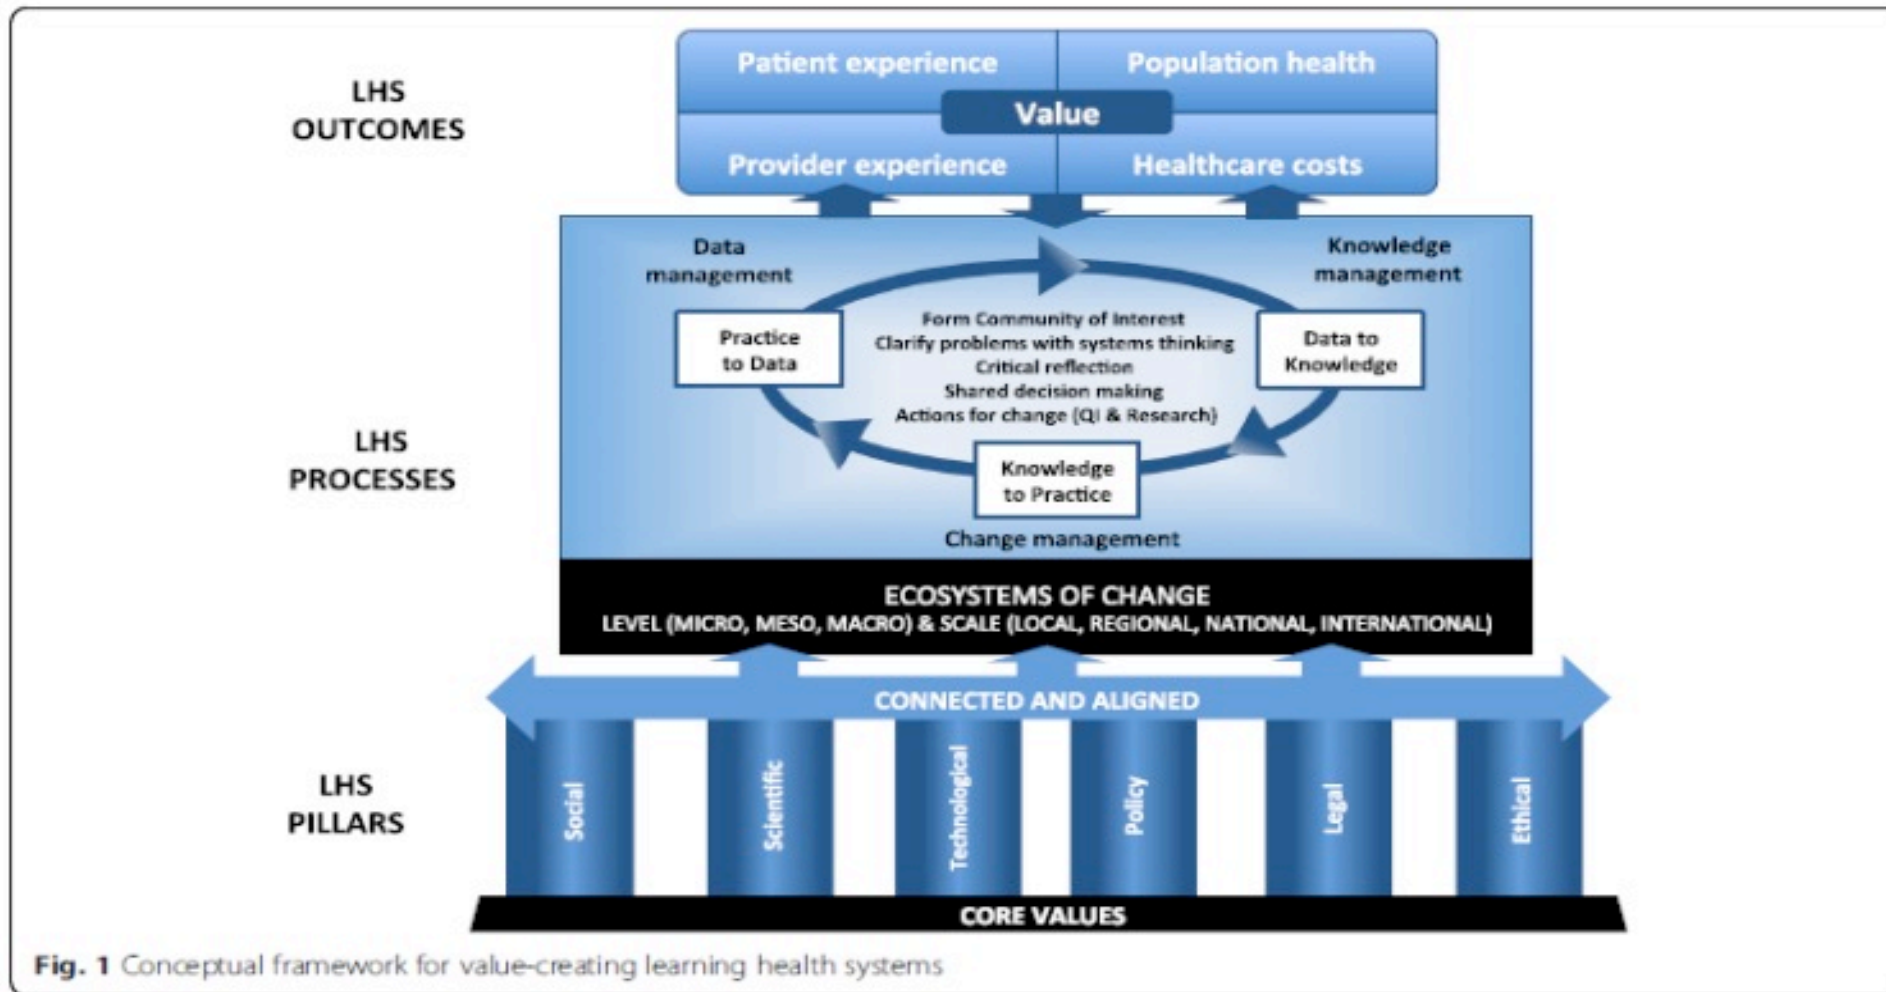 LHS
OUTCOMES
Patient experience
Population health
Value
Provider experience
Healthcare costs
LHS
PROCESSES
Data
management
Knowledge
management
Practice
to Data
Form Community of Interest
Clarify problems with systems thinking
Critical reflection
Shared decision making
Actions for change (QI & Research)
Data to
Knowledge
Knowledge
to Practice
Change management
ECOSYSTEMS OF CHANGE
LEVEL (MICRO, MESO, MACRO) & SCALE (LOCAL, REGIONAL, NATIONAL, INTERNATIONAL)
CONNECTED AND ALIGNED
LHS
PILLARS
Social
Scientific
Technological
Policy
Legal
Ethical
CORE VALUES
Fig. 1 Conceptual framework for value-creating learning health systems